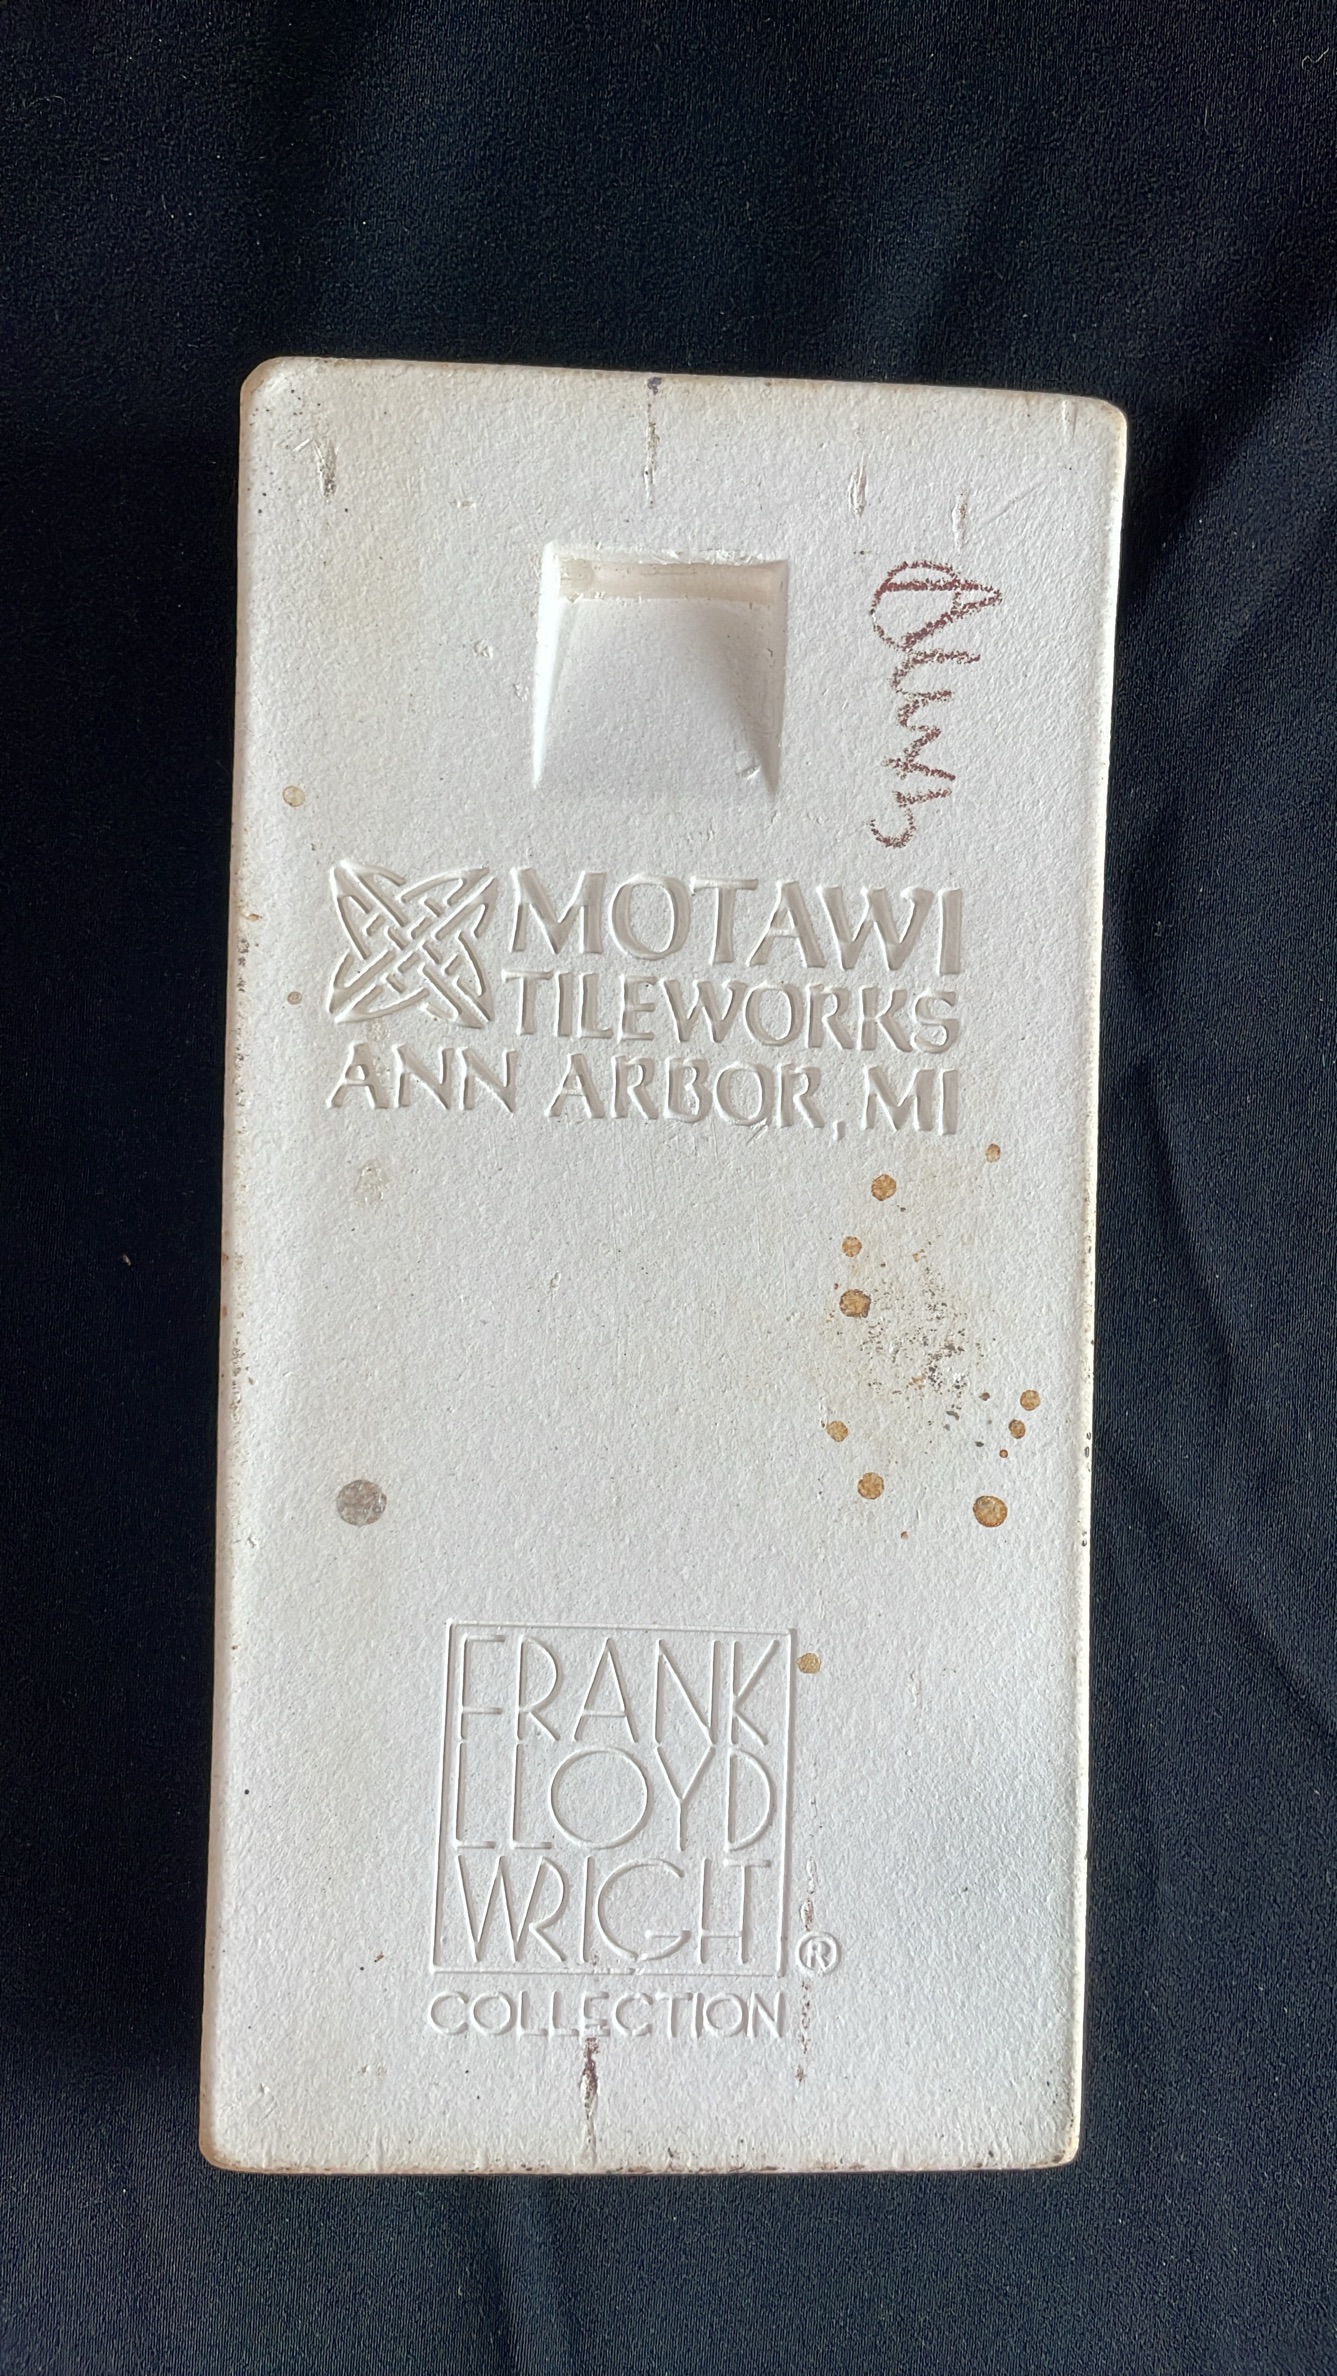 MOTAWI
TILEWORKS
ANN ARBOR, MI
FRANK
LLOYD
WRIGHT®
COLLECTION